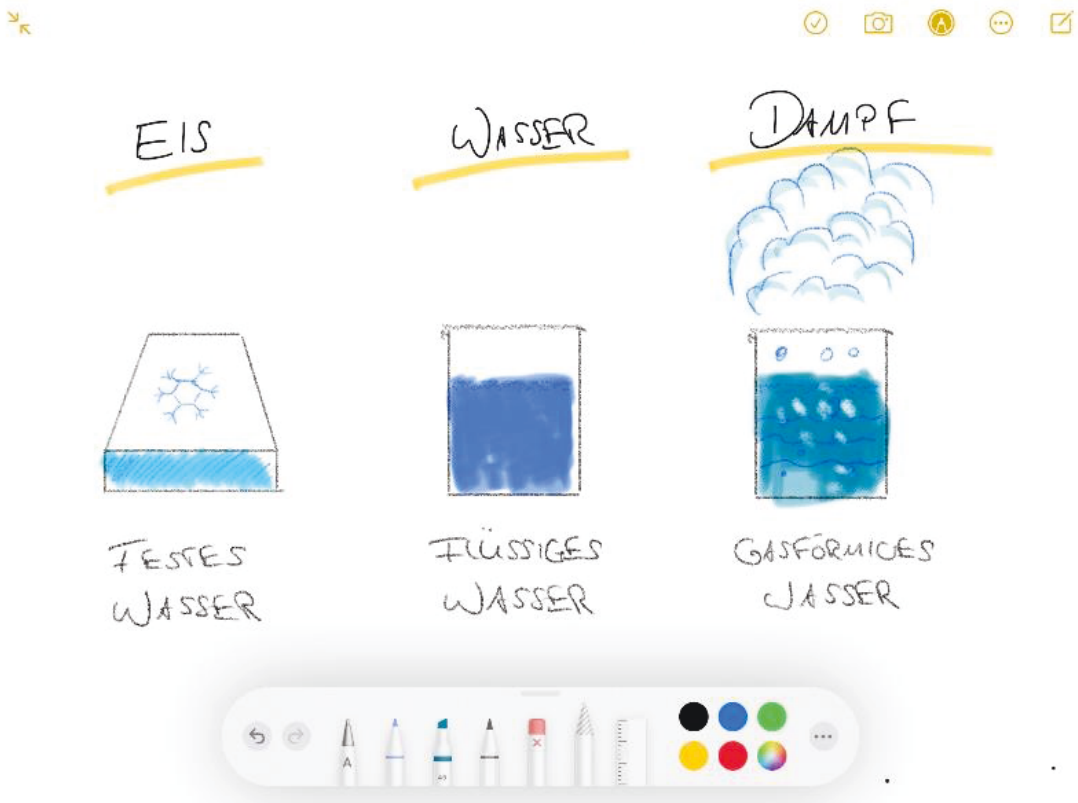 EIS
WASSER
DAMPF
FESTES
WASSER
FLÜSSIGES
WASSER
GASFÖRMIGES
WASSER
A